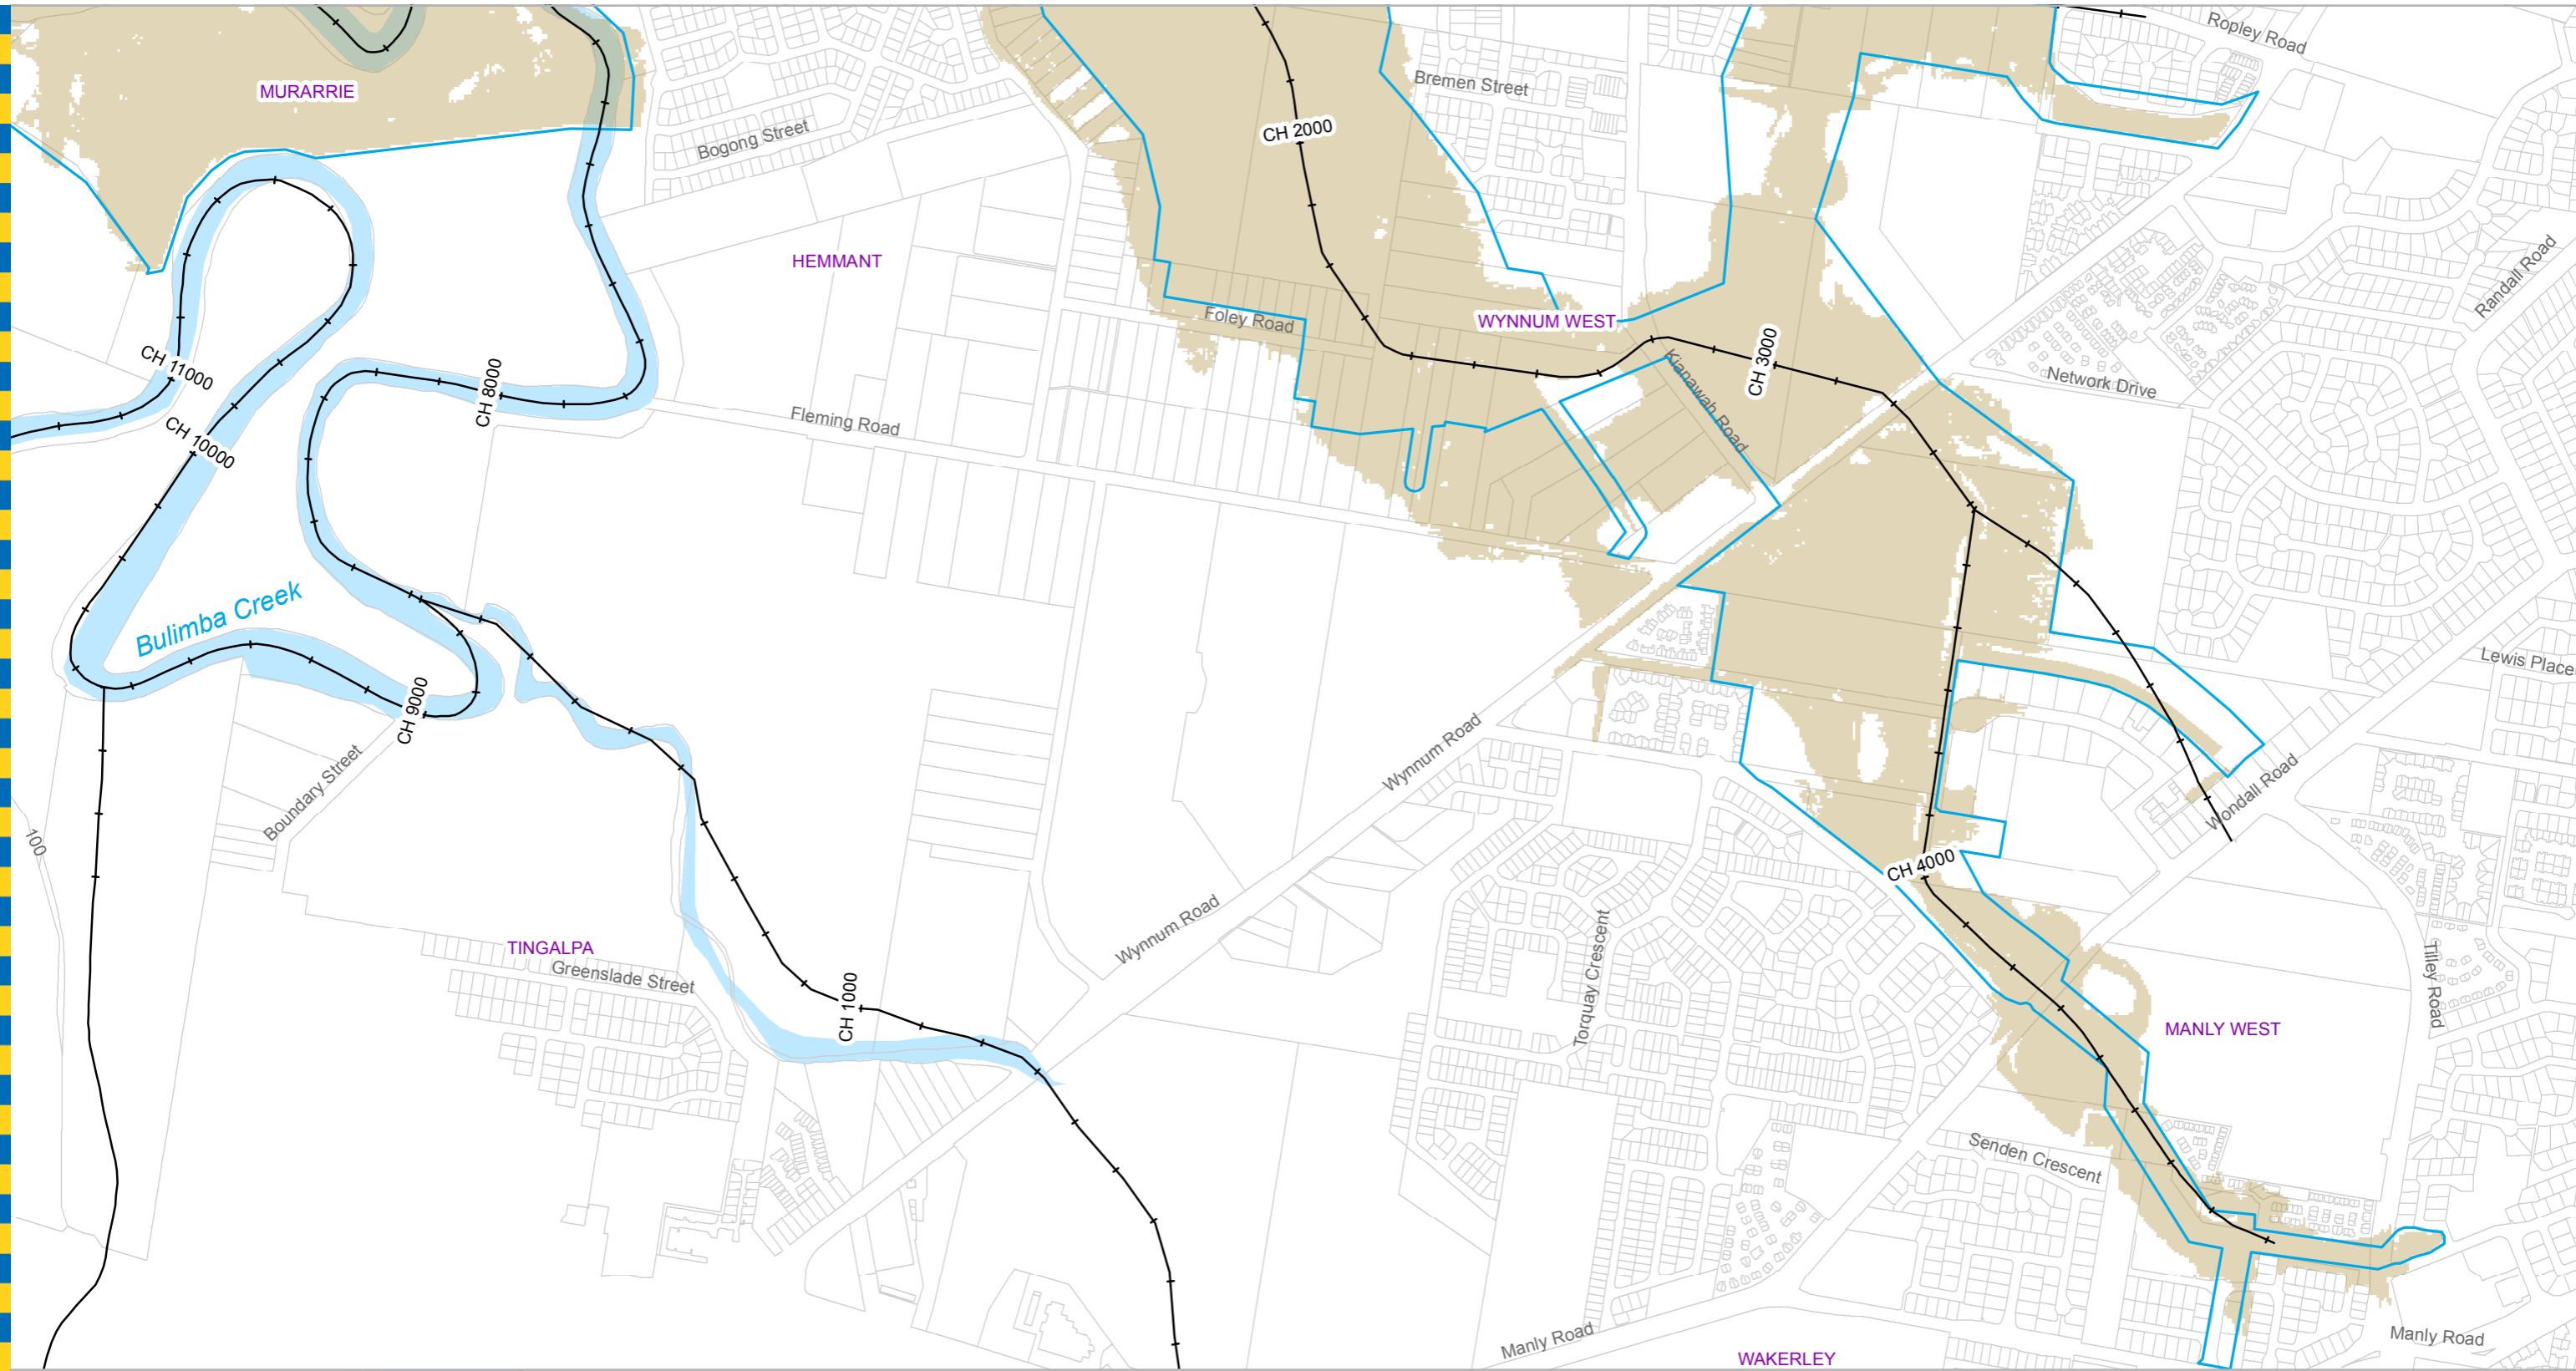 Ropley Road
MURARRIE
Bremen Street
CH 2000
Bogong Street
Randall Road
HEMMANT
WYNNUM WEST
Foley Road
CH 3000
CH 11000
CH 8000
Network Drive
Kianawah Road
Fleming Road
CH 10000
Bulimba Creek
Lewis Place
CH 9000
Wynnum Road
Boundary Street
Wondall Road
100
CH 4000
Wynnum Road
Torquay Crescent
TINGALPA
Greenslade Street
Tilley Road
CH 1000
MANLY WEST
Senden Crescent
Manly Road
Manly Road
WAKERLEY